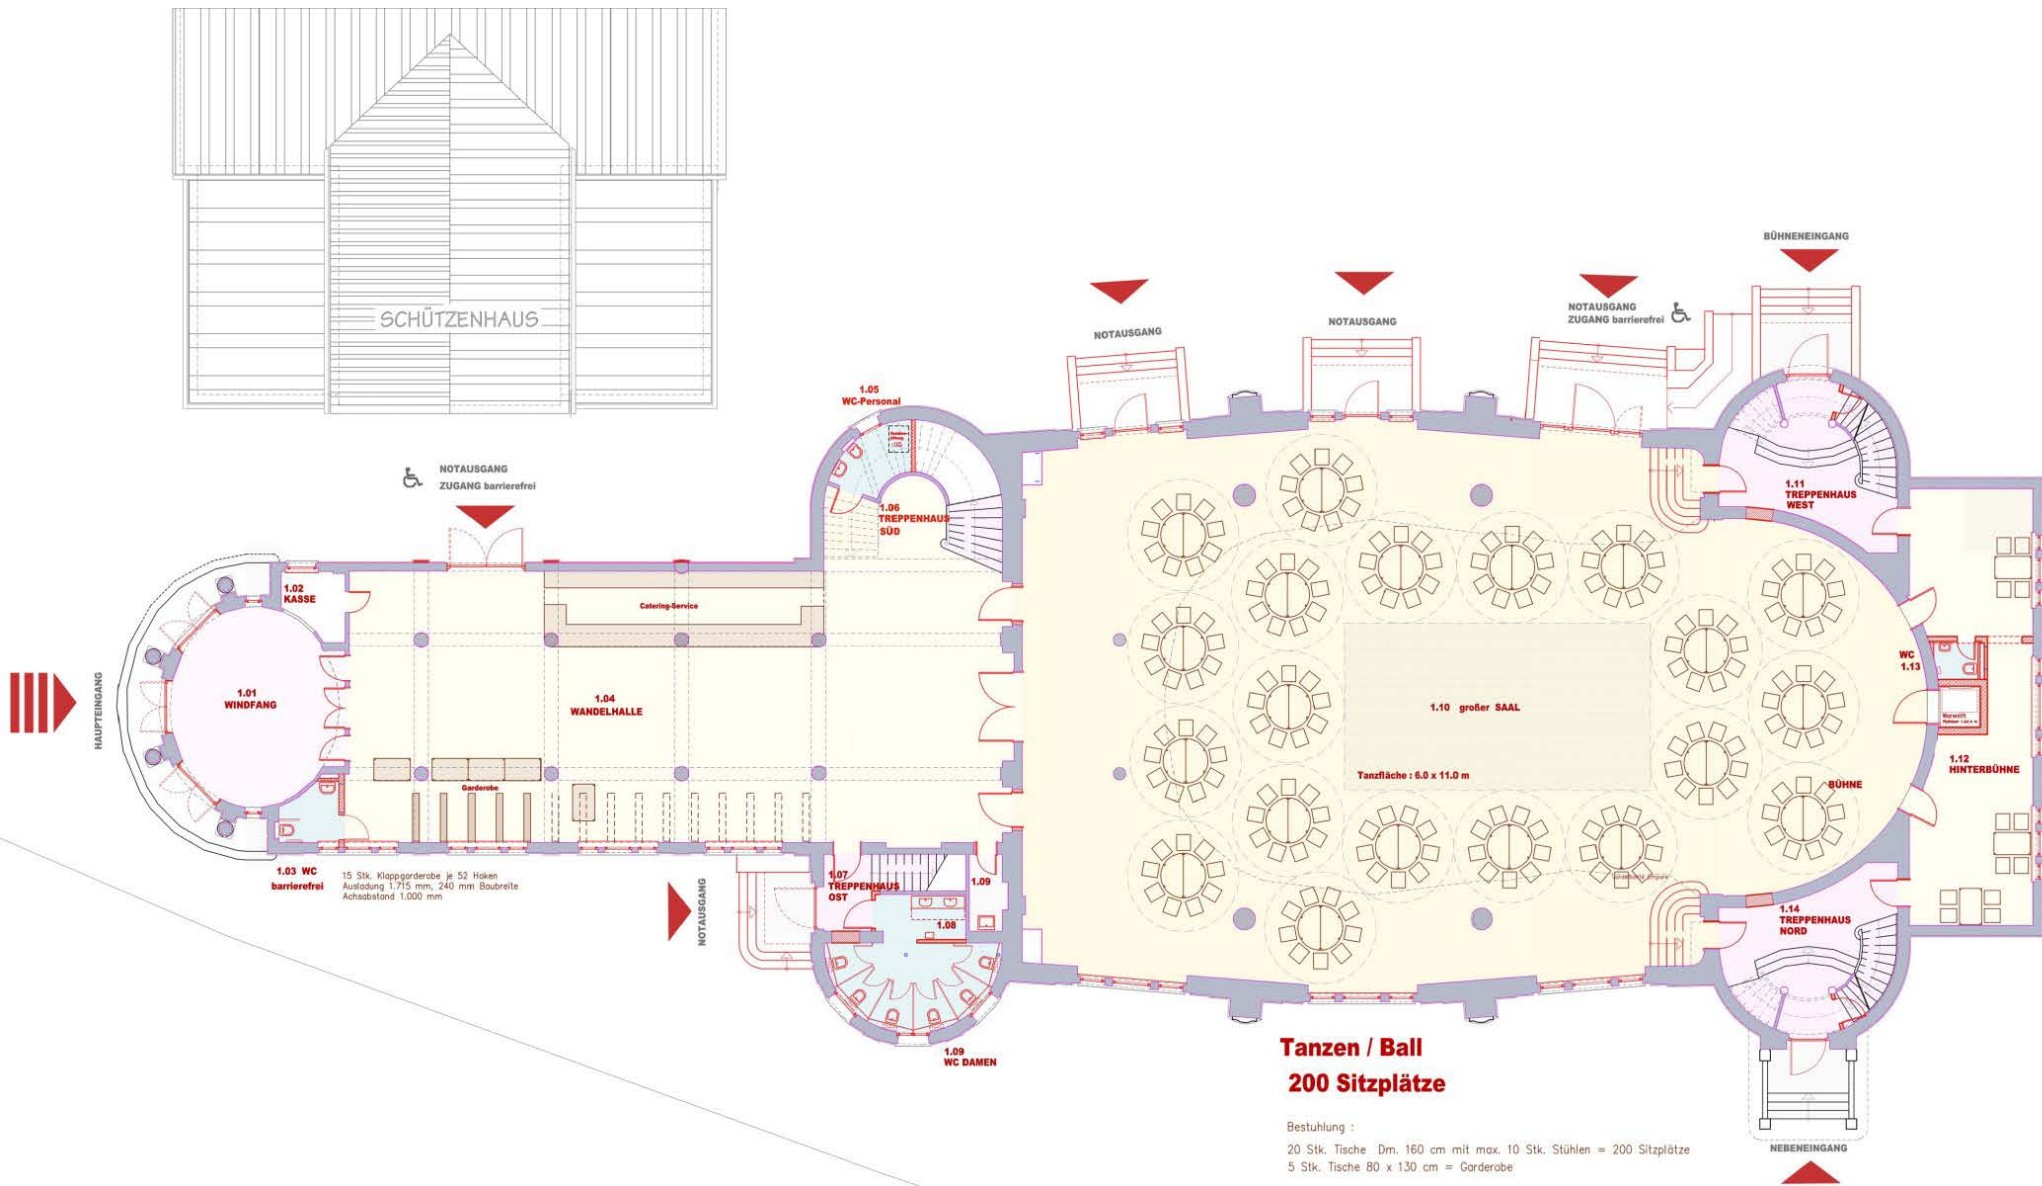 SCHÜTZENHAUS
BÜHNENEINGANG
NOTAUSGANG
NOTAUSGANG
NOTAUSGANG
ZUGANG barrierefrei
1.05
WC-Personal
NOTAUSGANG
ZUGANG barrierefrei
1.06
TREPPENHAUS
SÜD
1.11
TREPPENHAUS
WEST
1.02
KASSE
Catering-Service
HAUPTEINGANG
1.01
WINDFANG
1.04
WANDELHALLE
1.10 großer SAAL
WC
1.13
Tanzfläche : 6.0 x 11.0 m
BÜHNE
1.12
HINTERBÜHNE
Garderobe
1.03 WC
barrierefrei
15 Stk. Klappgarderobe je 52 Haken
Ausladung 1.715 mm, 240 mm Baubreite
Achsabstand 1.000 mm
NOTAUSGANG
1.07
TREPPENHAUS
OST
1.09
1.08
1.14
TREPPENHAUS
NORD
1.09
WC DAMEN
Tanzen / Ball
200 Sitzplätze
Bestuhlung :
20 Stk. Tische Dm. 160 cm mit max. 10 Stk. Stühlen = 200 Sitzplätze
5 Stk. Tische 80 x 130 cm = Garderobe
NEBENEINGANG